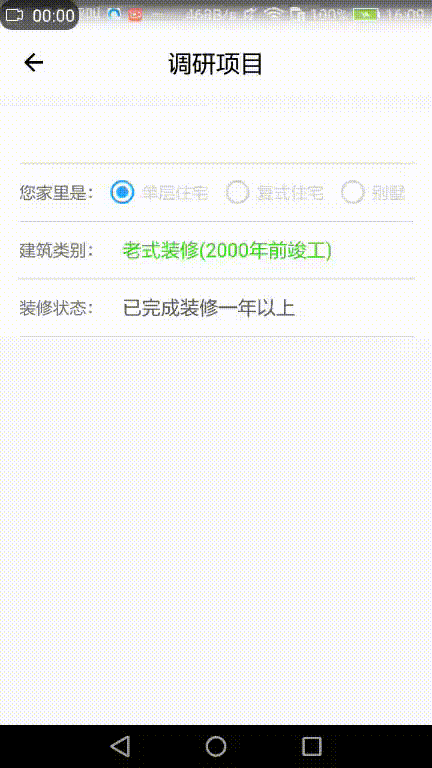 00:00
468B/s 100% 16:09
调研项目
您家里是： 单层住宅 复式住宅 别墅
建筑类别： 老式装修(2000年前竣工)
装修状态： 已完成装修一年以上